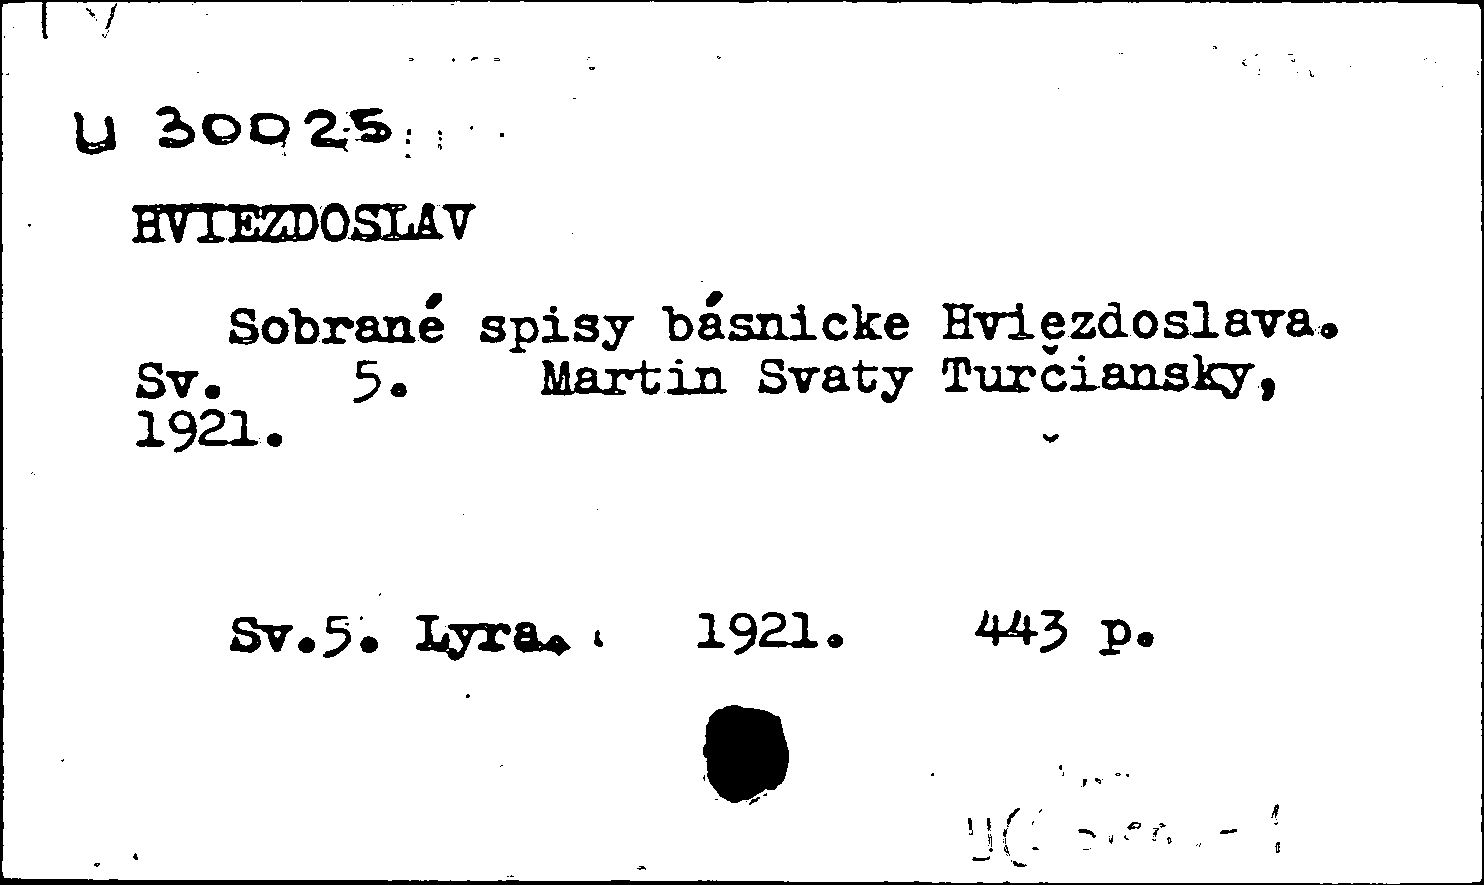 U 30025
HVIEZDOSLAV
Sobrané spisy básnicke Hviezdoslava.
Sv. 5. Martin Svaty Turčiansky,
1921.
Sv.5. Lyra. 1921. 443 p.